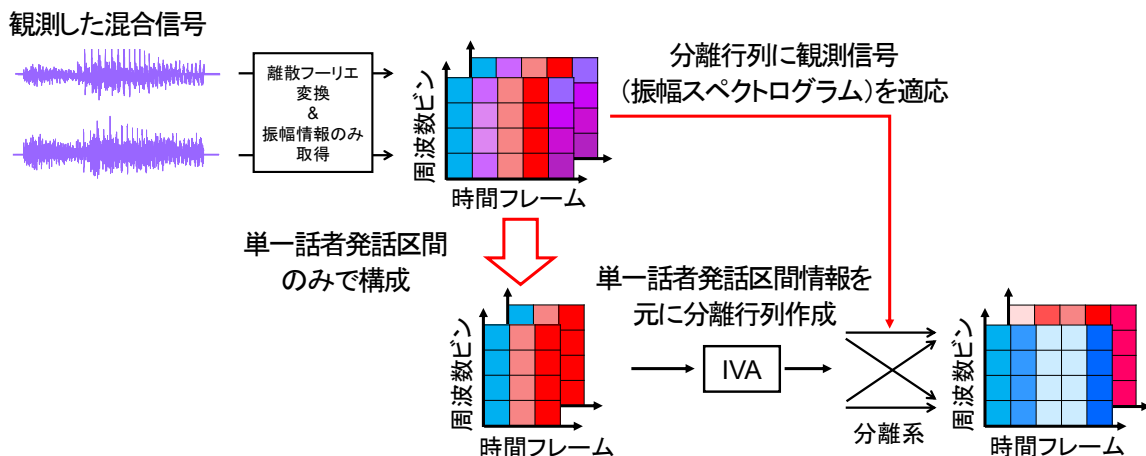 観測した混合信号
離散フーリエ
変換
&
振幅情報のみ
取得
周波数ビン
時間フレーム
分離行列に観測信号
(振幅スペクトログラム)を適応
単一話者発話区間
のみで構成
単一話者発話区間情報を
元に分離行列作成
周波数ビン
時間フレーム
IVA
分離系
周波数ビン
時間フレーム